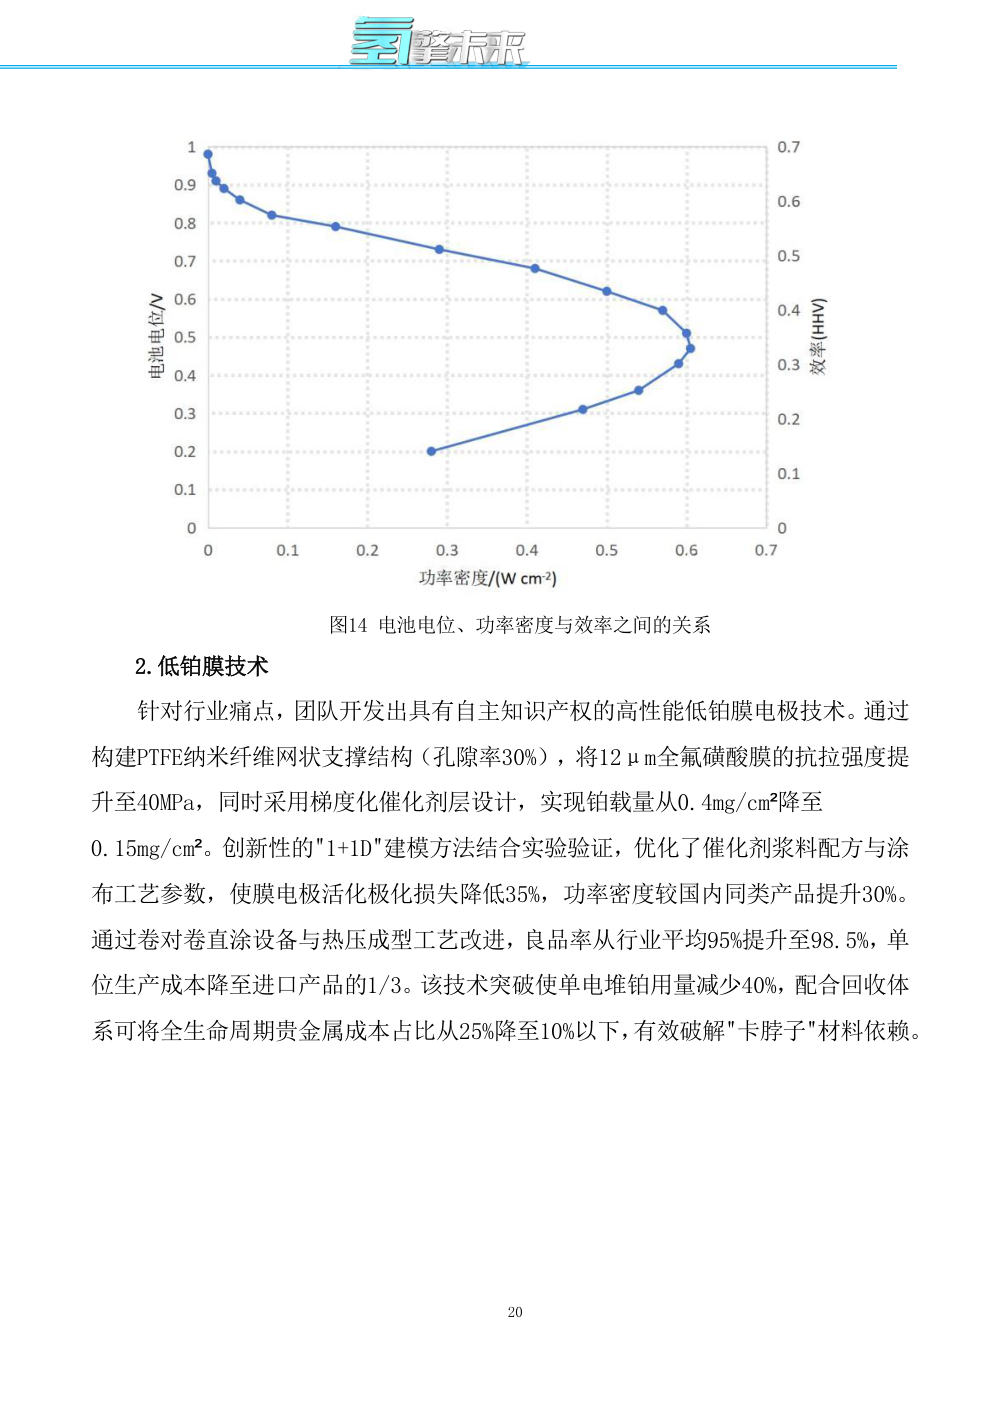 氢擎未来
1
0.9
0.8
0.7
0.6
0.5
0.4
0.3
0.2
0.1
0
电池电位/V
0.7
0.6
0.5
0.4
0.3
0.2
0.1
0
效率(HHV)
0 0.1 0.2 0.3 0.4 0.5 0.6 0.7
功率密度/(W cm⁻²)
图14 电池电位、功率密度与效率之间的关系
2.低铂膜技术
针对行业痛点，团队开发出具有自主知识产权的高性能低铂膜电极技术。通过
构建PTFE纳米纤维网状支撑结构（孔隙率30%），将12μm全氟磺酸膜的抗拉强度提
升至40MPa，同时采用梯度化催化剂层设计，实现铂载量从0.4mg/cm²降至
0.15mg/cm²。创新性的"1+1D"建模方法结合实验验证，优化了催化剂浆料配方与涂
布工艺参数，使膜电极活化极化损失降低35%，功率密度较国内同类产品提升30%。
通过卷对卷直涂设备与热压成型工艺改进，良品率从行业平均95%提升至98.5%，单
位生产成本降至进口产品的1/3。该技术突破使单电堆铂用量减少40%，配合回收体
系可将全生命周期贵金属成本占比从25%降至10%以下，有效破解"卡脖子"材料依赖。
20